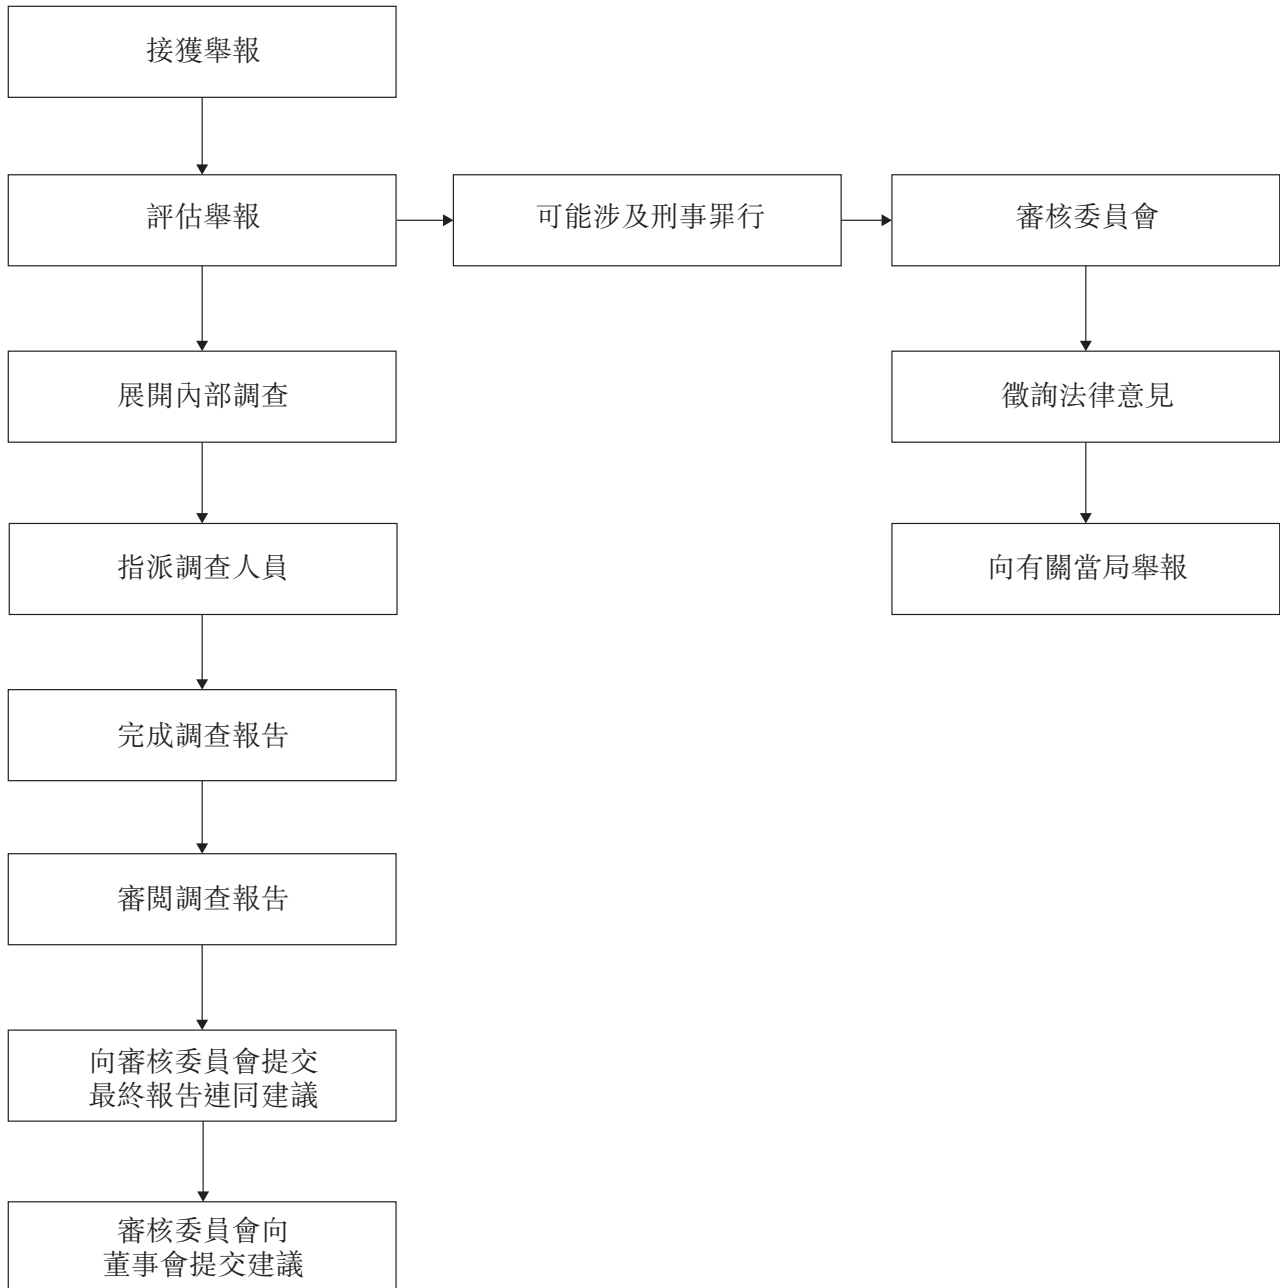 接獲舉報
評估舉報
可能涉及刑事罪行
審核委員會
展開內部調查
徵詢法律意見
指派調查人員
向有關當局舉報
完成調查報告
審閱調查報告
向審核委員會提交
最終報告連同建議
審核委員會向
董事會提交建議